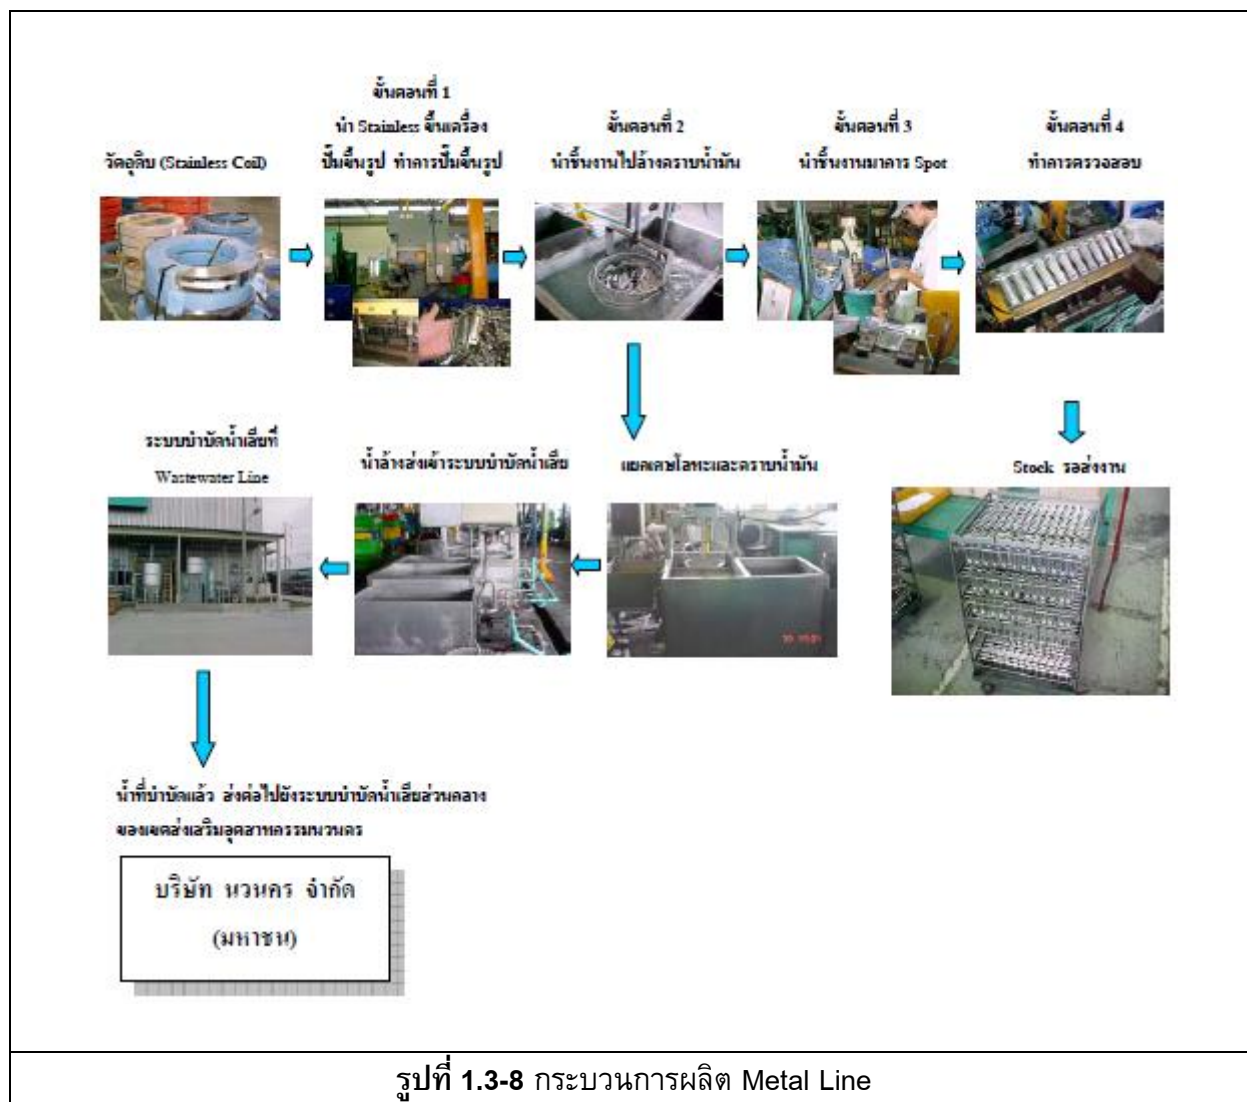 วัตถุดิบ (Stainless Coil)
ขั้นตอนที่ 1
นำ Stainless ขึ้นเครื่อง
ปั๊มขึ้นรูป ทำการปั๊มขึ้นรูป
ขั้นตอนที่ 2
นำชิ้นงานไปล้างคราบน้ำมัน
ขั้นตอนที่ 3
นำชิ้นงานมาการ Spot
ขั้นตอนที่ 4
ทำการตรวจสอบ
ระบบบำบัดน้ำเสียที่
Wastewater Line
น้ำล้างส่งเข้าระบบบำบัดน้ำเสีย
แยกเศษโลหะและคราบน้ำมัน
Stock รอส่งงาน
น้ำที่บำบัดแล้ว ส่งต่อไปยังระบบบำบัดน้ำเสียส่วนกลาง
ของเขตส่งเสริมอุตสาหกรรมนวนคร
บริษัท นวนคร จำกัด
(มหาชน)
รูปที่ 1.3-8 กระบวนการผลิต Metal Line